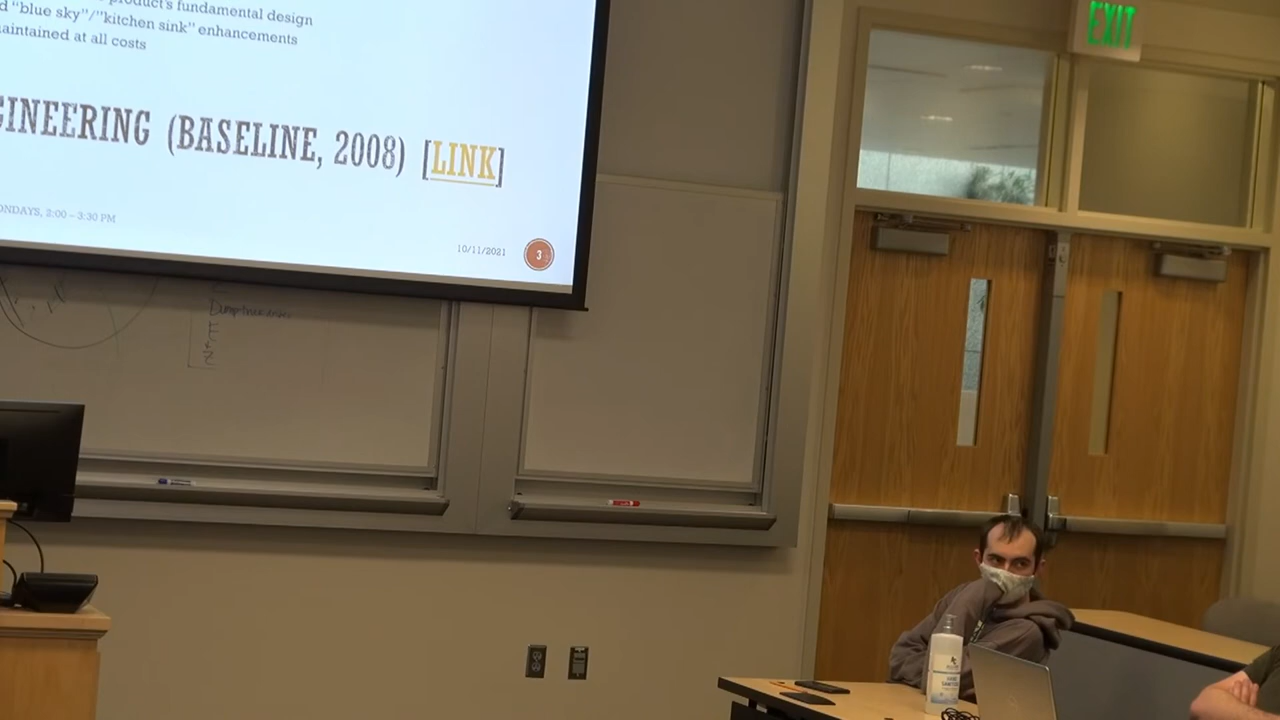 product's fundamental design
"blue sky"/"kitchen sink" enhancements
aintained at all costs
GINEERING (BASELINE, 2008) [LINK]
ONDAYS, 2:00 – 3:30 PM
10/11/2021
3
EXIT